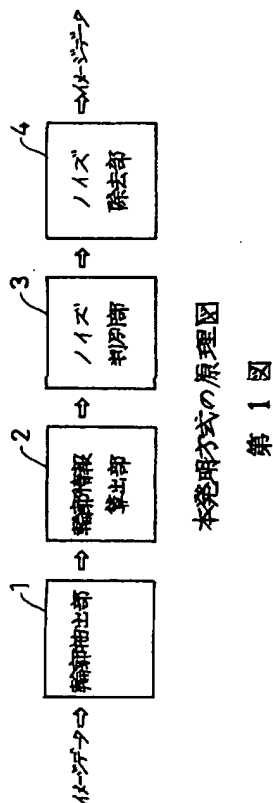 イメージデータ ⇨
1
輪郭抽出部
⇨
2
輪郭情報
算出部
⇨
3
ノイズ
判別部
⇨
4
ノイズ
除去部
⇨ イメージデータ
本発明方式の原理図
第 1 図